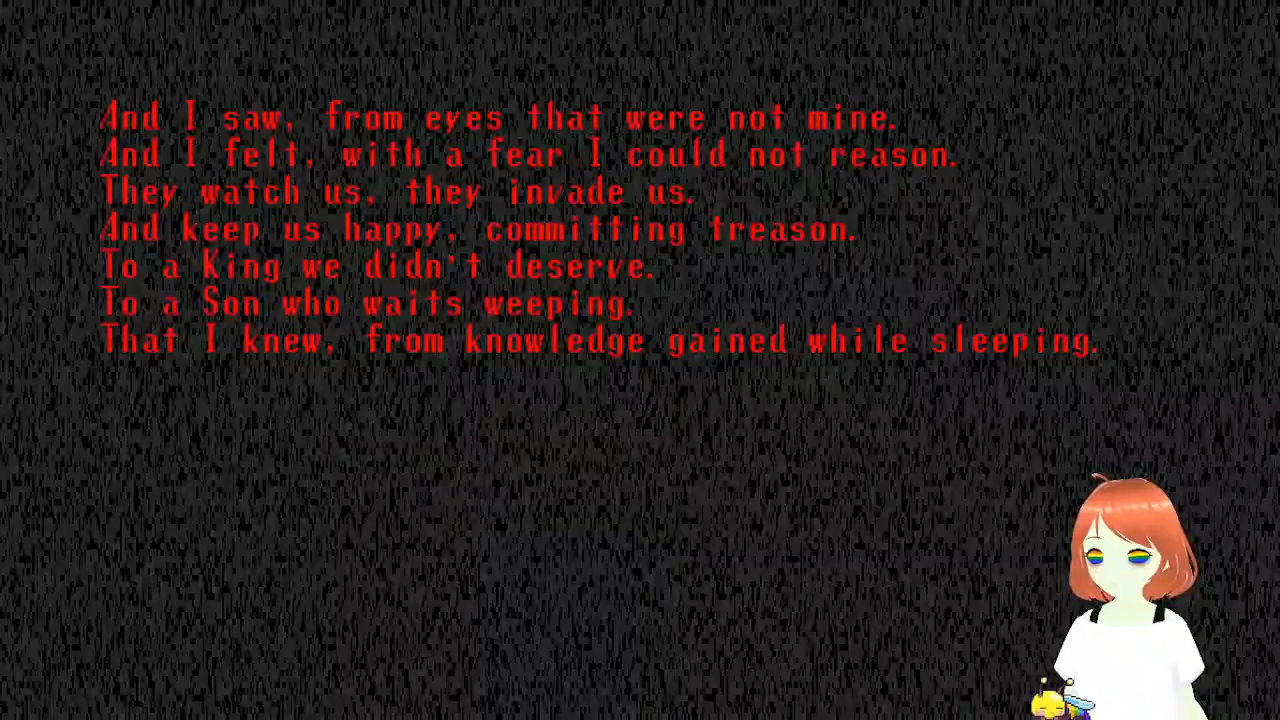 And I saw, from eyes that were not mine.
And I felt, with a fear I could not reason.
They watch us, they invade us.
And keep us happy, committing treason.
To a King we didn't deserve.
To a Son who waits weeping.
That I knew, from knowledge gained while sleeping.